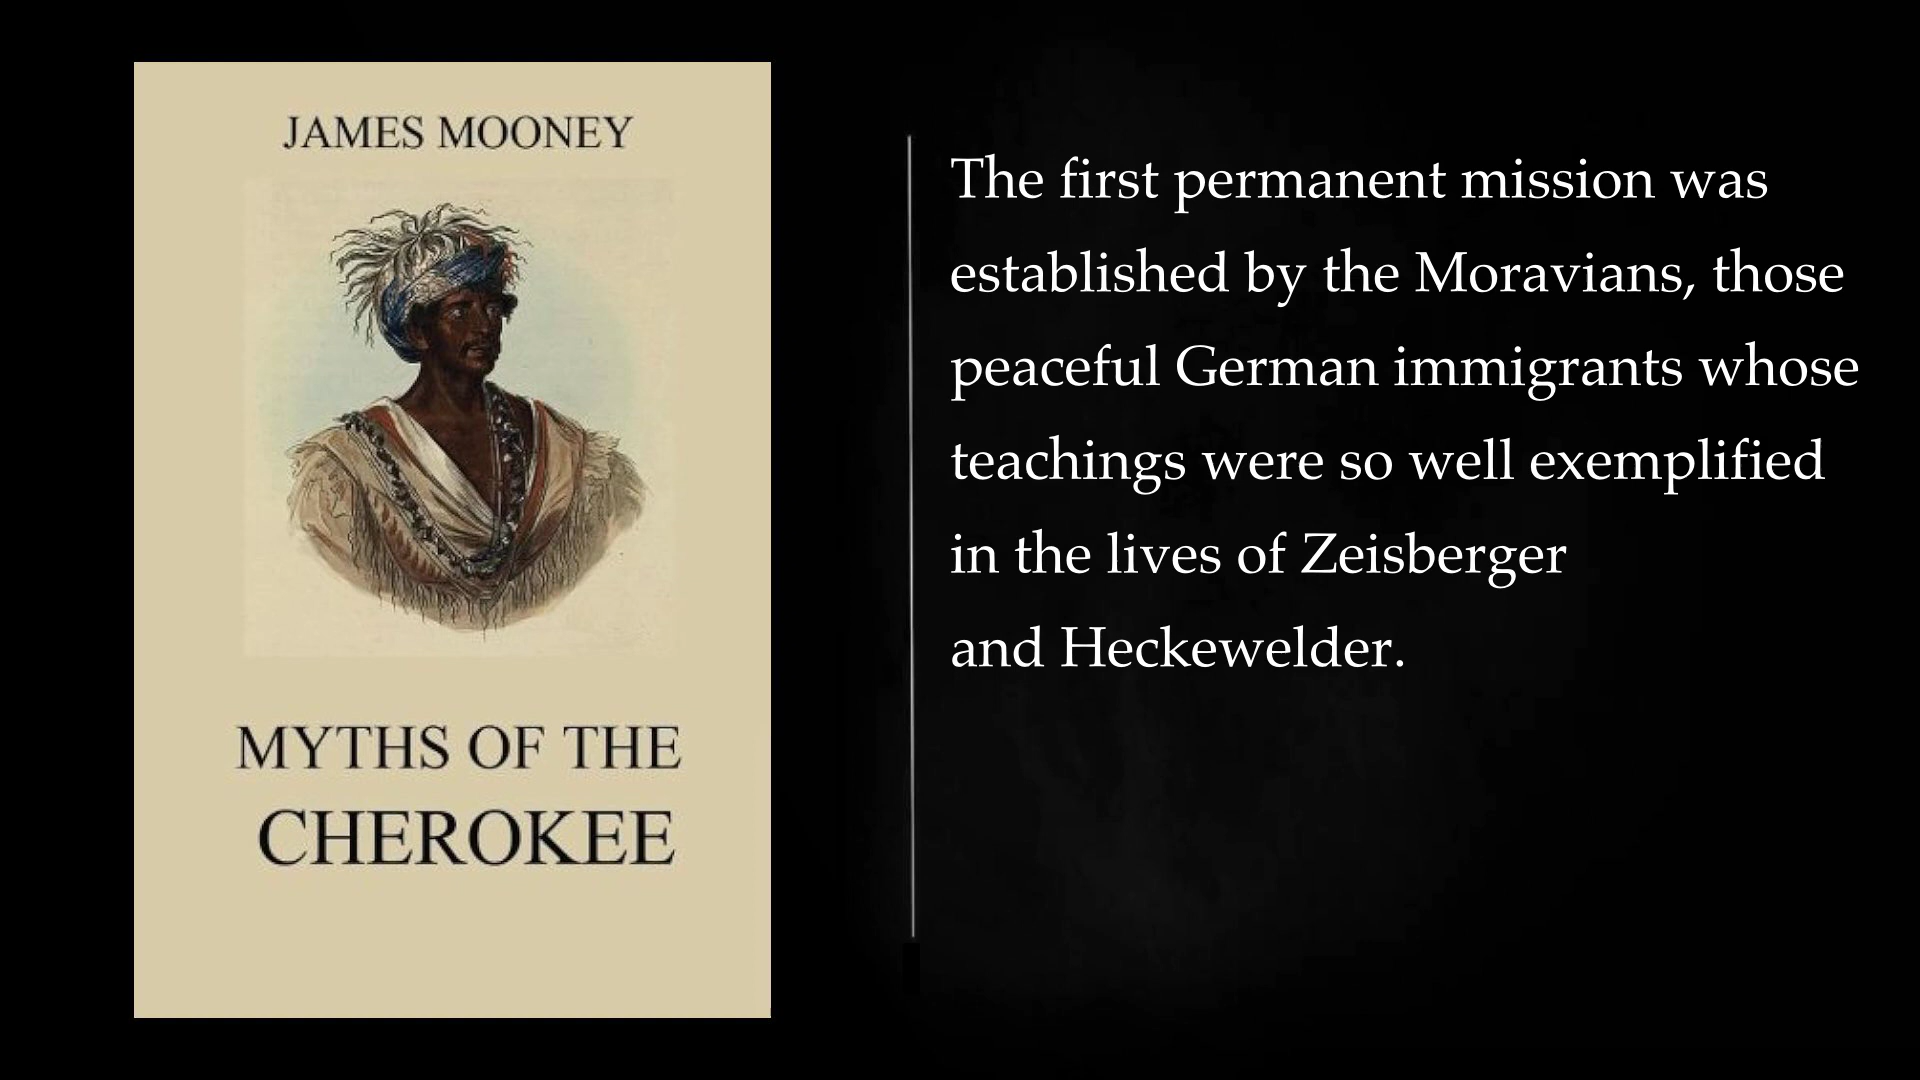 JAMES MOONEY
MYTHS OF THE
CHEROKEE
The first permanent mission was
established by the Moravians, those
peaceful German immigrants whose
teachings were so well exemplified
in the lives of Zeisberger
and Heckewelder.